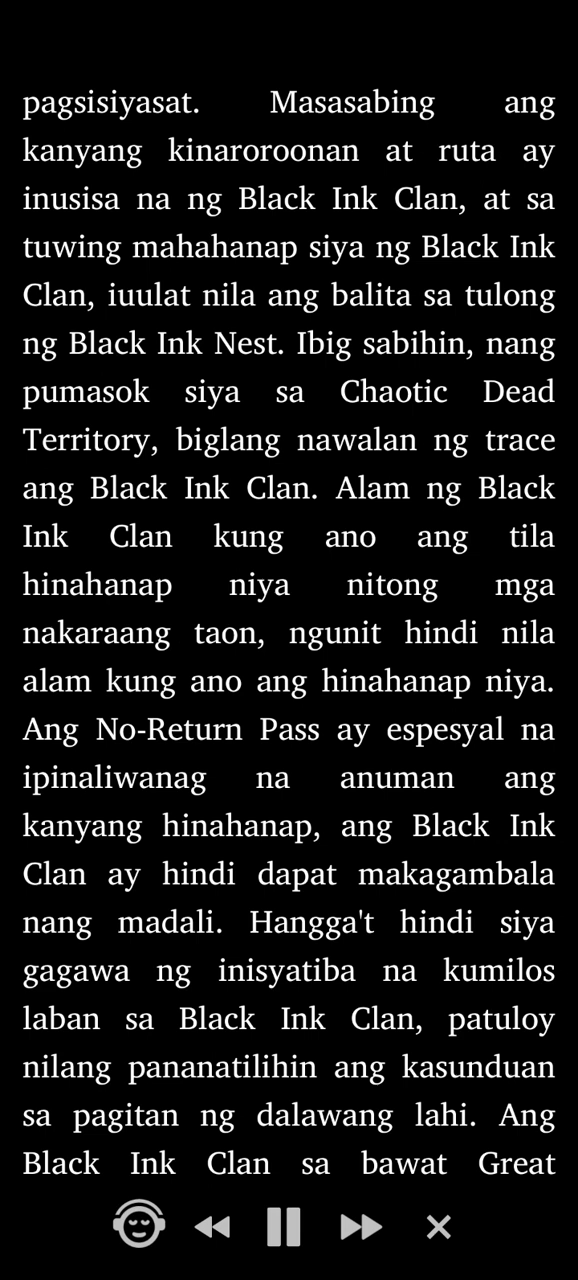 pagsisiyasat. Masasabing ang
kanyang kinaroroonan at ruta ay
inusisa na ng Black Ink Clan, at sa
tuwing mahahanap siya ng Black Ink
Clan, iuulat nila ang balita sa tulong
ng Black Ink Nest. Ibig sabihin, nang
pumasok siya sa Chaotic Dead
Territory, biglang nawalan ng trace
ang Black Ink Clan. Alam ng Black
Ink Clan kung ano ang tila
hinahanap niya nitong mga
nakaraang taon, ngunit hindi nila
alam kung ano ang hinahanap niya.
Ang No-Return Pass ay espesyal na
ipinaliwanag na anuman ang
kanyang hinahanap, ang Black Ink
Clan ay hindi dapat makagambala
nang madali. Hangga't hindi siya
gagawa ng inisyatiba na kumilos
laban sa Black Ink Clan, patuloy
nilang pananatilihin ang kasunduan
sa pagitan ng dalawang lahi. Ang
Black Ink Clan sa bawat Great